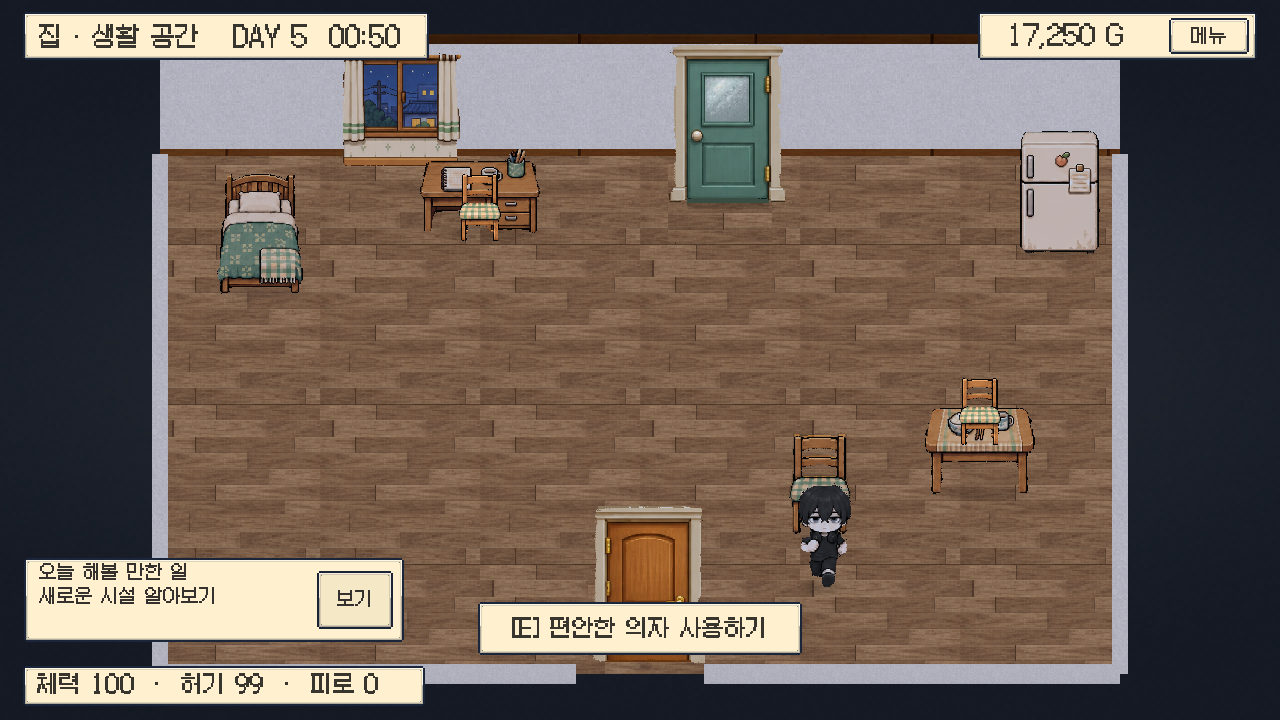 집 · 생활 공간 DAY 5 00:50
17,250 G
메뉴
오늘 해볼 만한 일
새로운 시설 알아보기
보기
[E] 편안한 의자 사용하기
체력 100 · 허기 99 · 피로 0